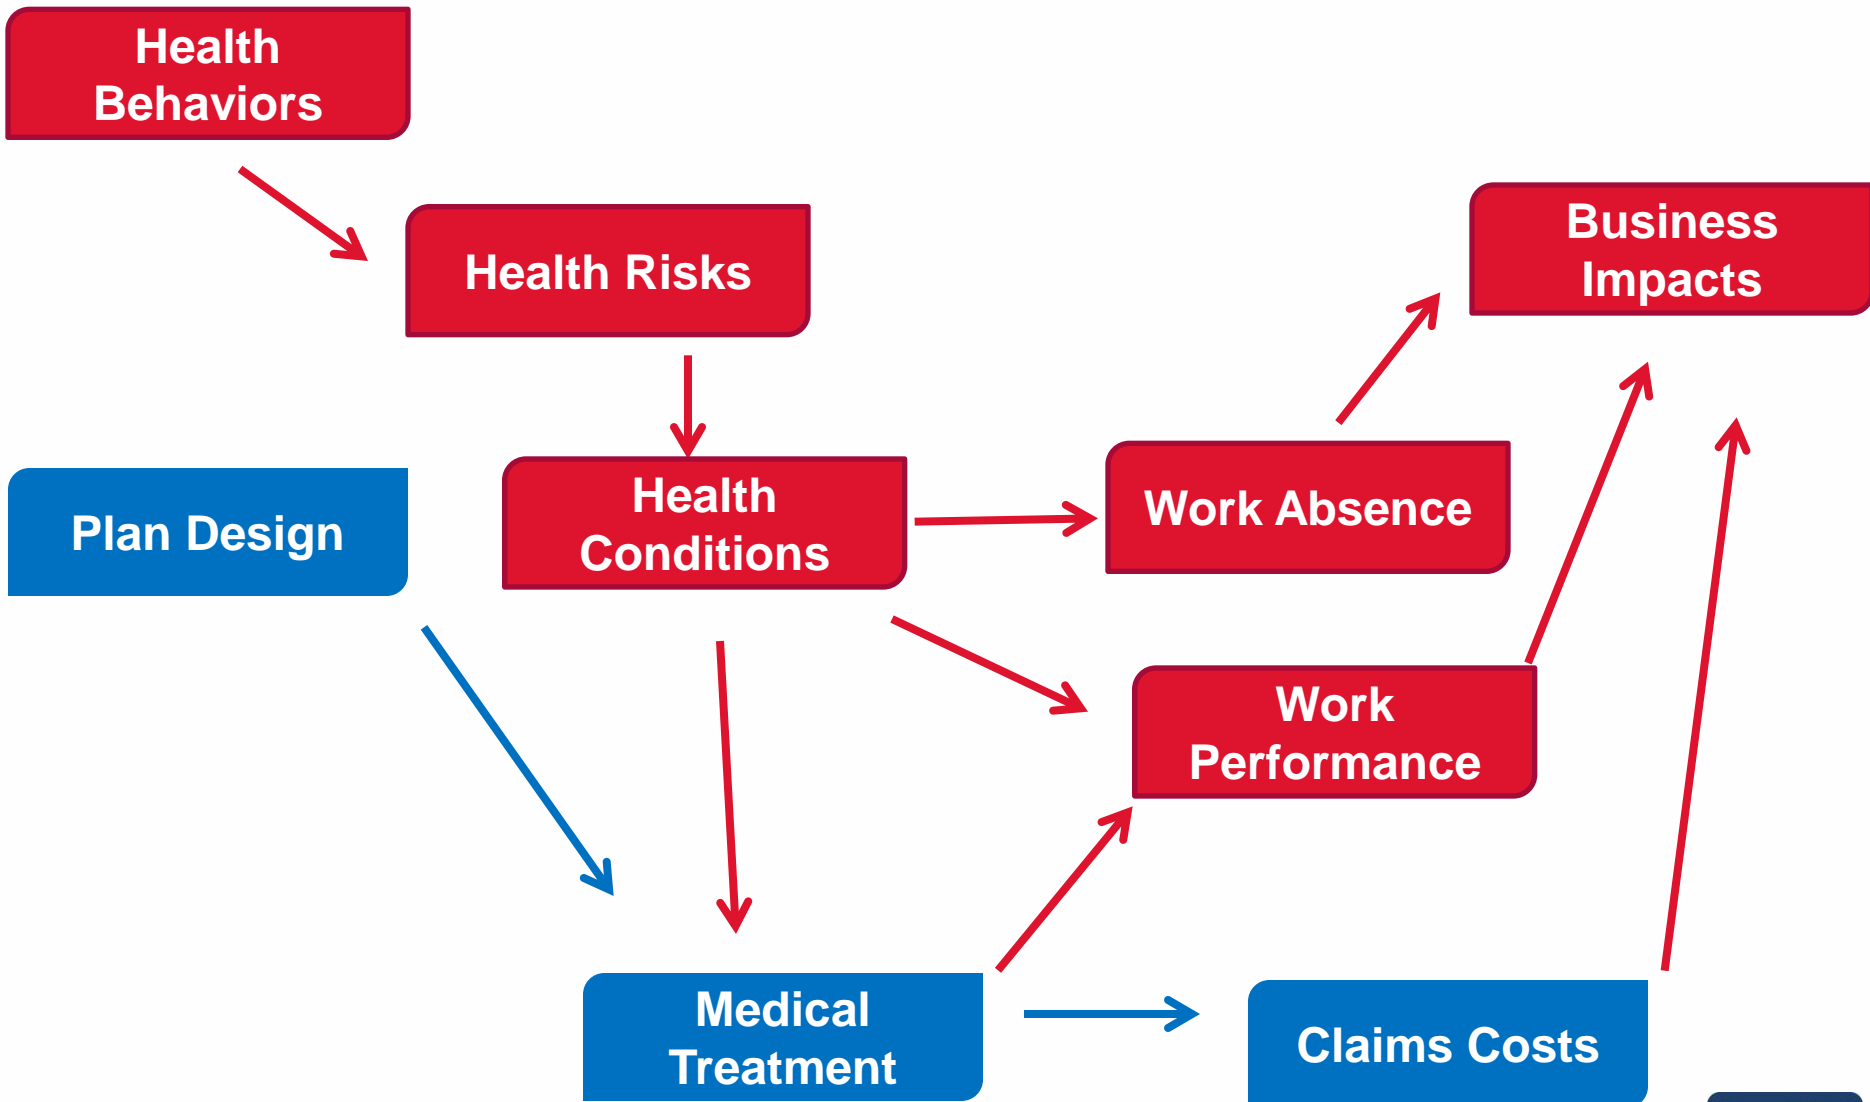 Health
Behaviors
Health Risks
Business
Impacts
Plan Design
Health
Conditions
Work Absence
Work
Performance
Medical
Treatment
Claims Costs